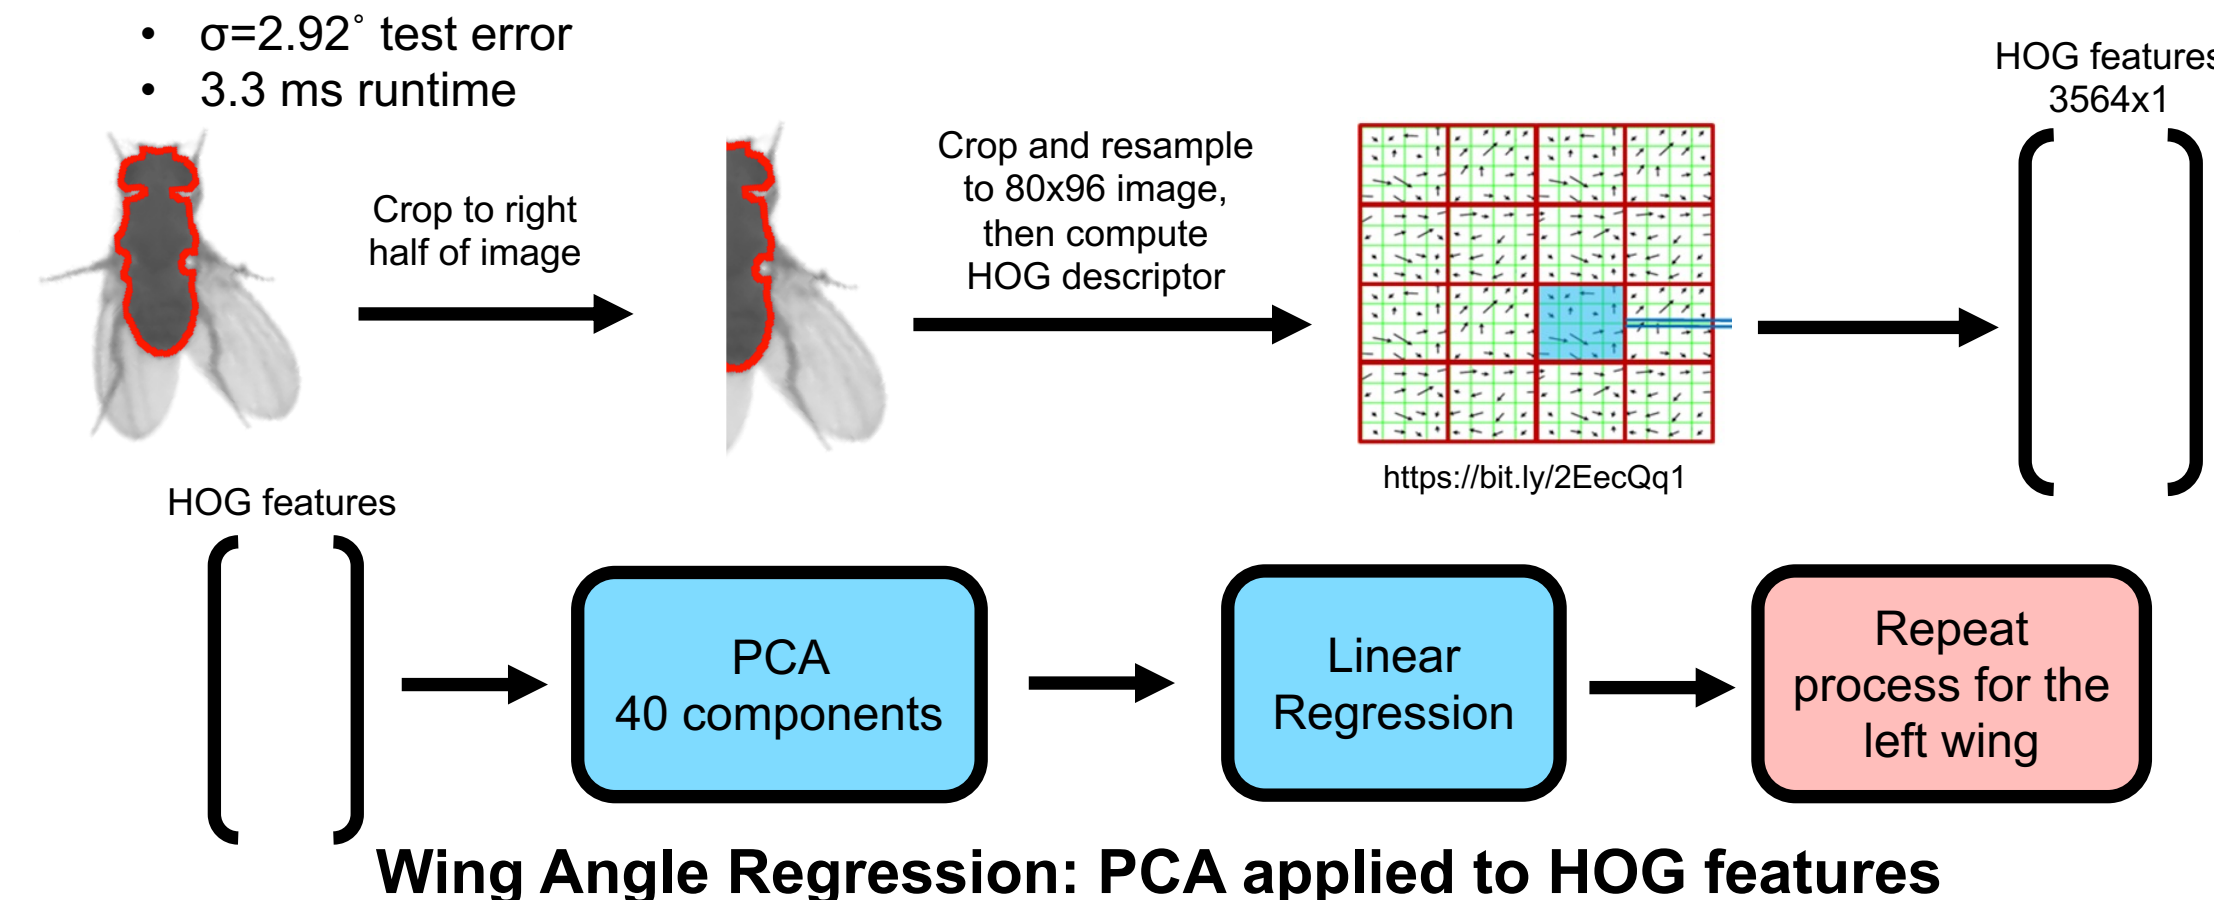 • σ=2.92° test error
• 3.3 ms runtime
Crop to right
half of image
Crop and resample
to 80x96 image,
then compute
HOG descriptor
https://bit.ly/2EecQq1
HOG features
3564x1
HOG features
PCA
40 components
Linear
Regression
Repeat
process for the
left wing
Wing Angle Regression: PCA applied to HOG features